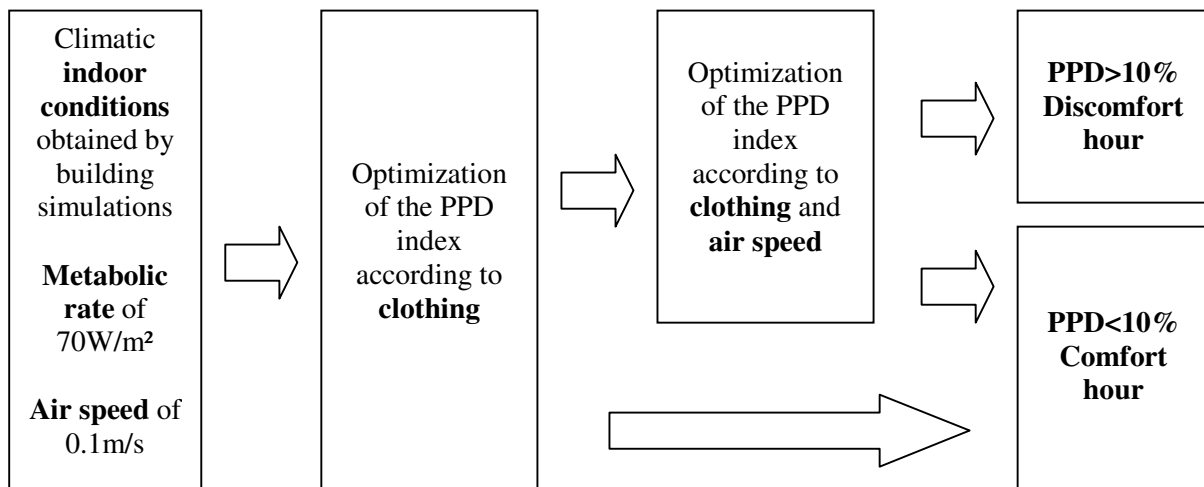 Climatic
indoor
conditions
obtained by
building
simulations
Metabolic
rate of
70W/m²
Air speed of
0.1m/s
Optimization
of the PPD
index
according to
clothing
Optimization
of the PPD
index
according to
clothing and
air speed
PPD>10%
Discomfort
hour
PPD<10%
Comfort
hour